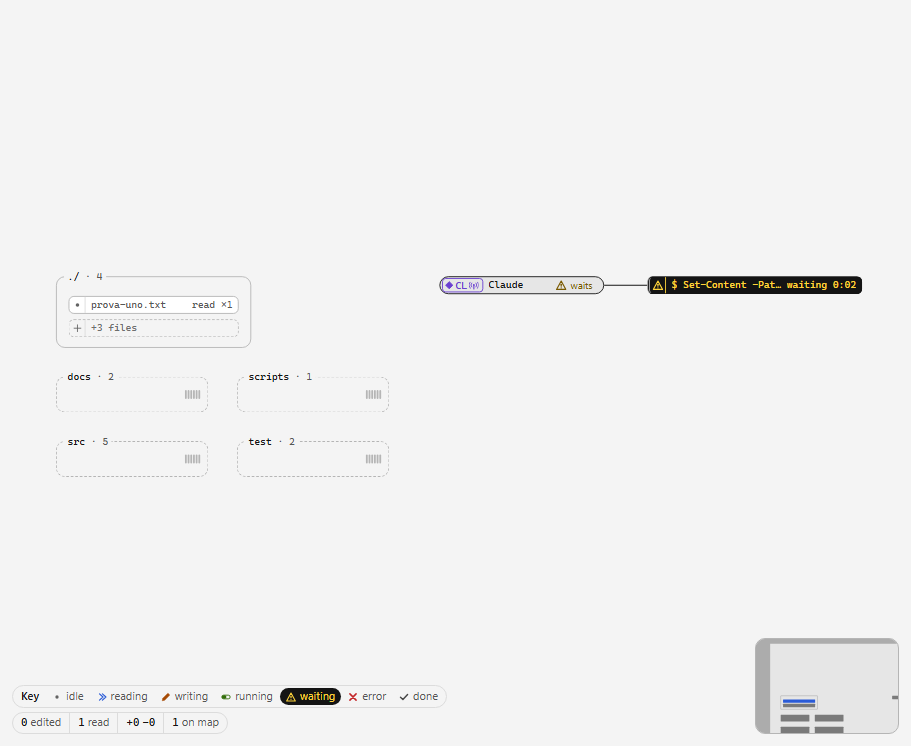 ./ · 4
prova-uno.txt read ×1
+3 files
CL Claude waits
$ Set-Content -Pat… waiting 0:02
docs · 2
scripts · 1
src · 5
test · 2
Key idle reading writing running waiting error done
0 edited 1 read +0 −0 1 on map